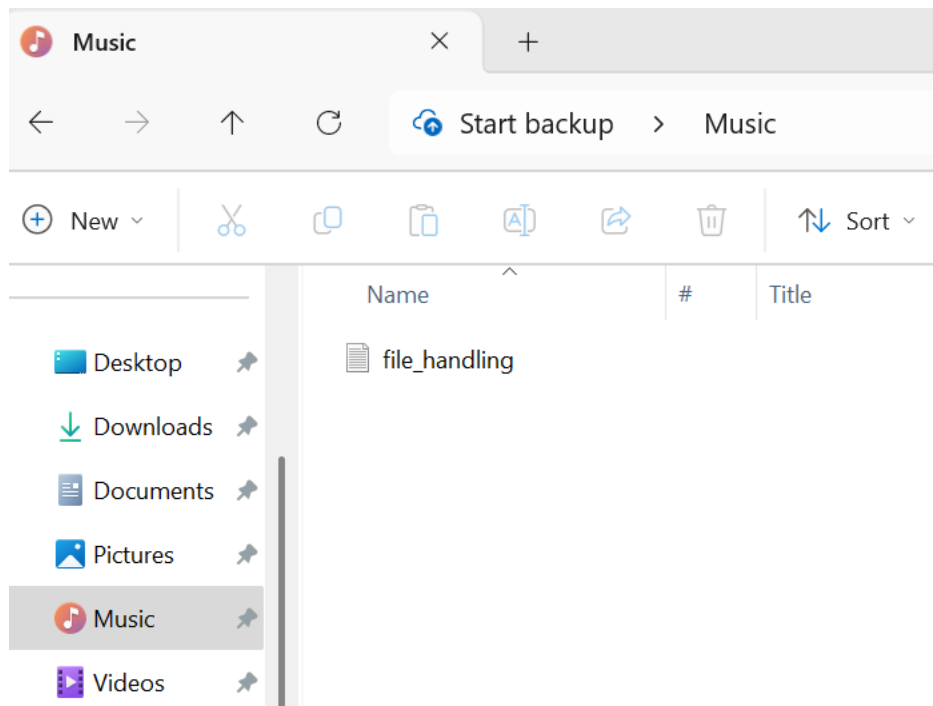 Music
Start backup > Music
New Sort
Name # Title
file_handling
Desktop
Downloads
Documents
Pictures
Music
Videos